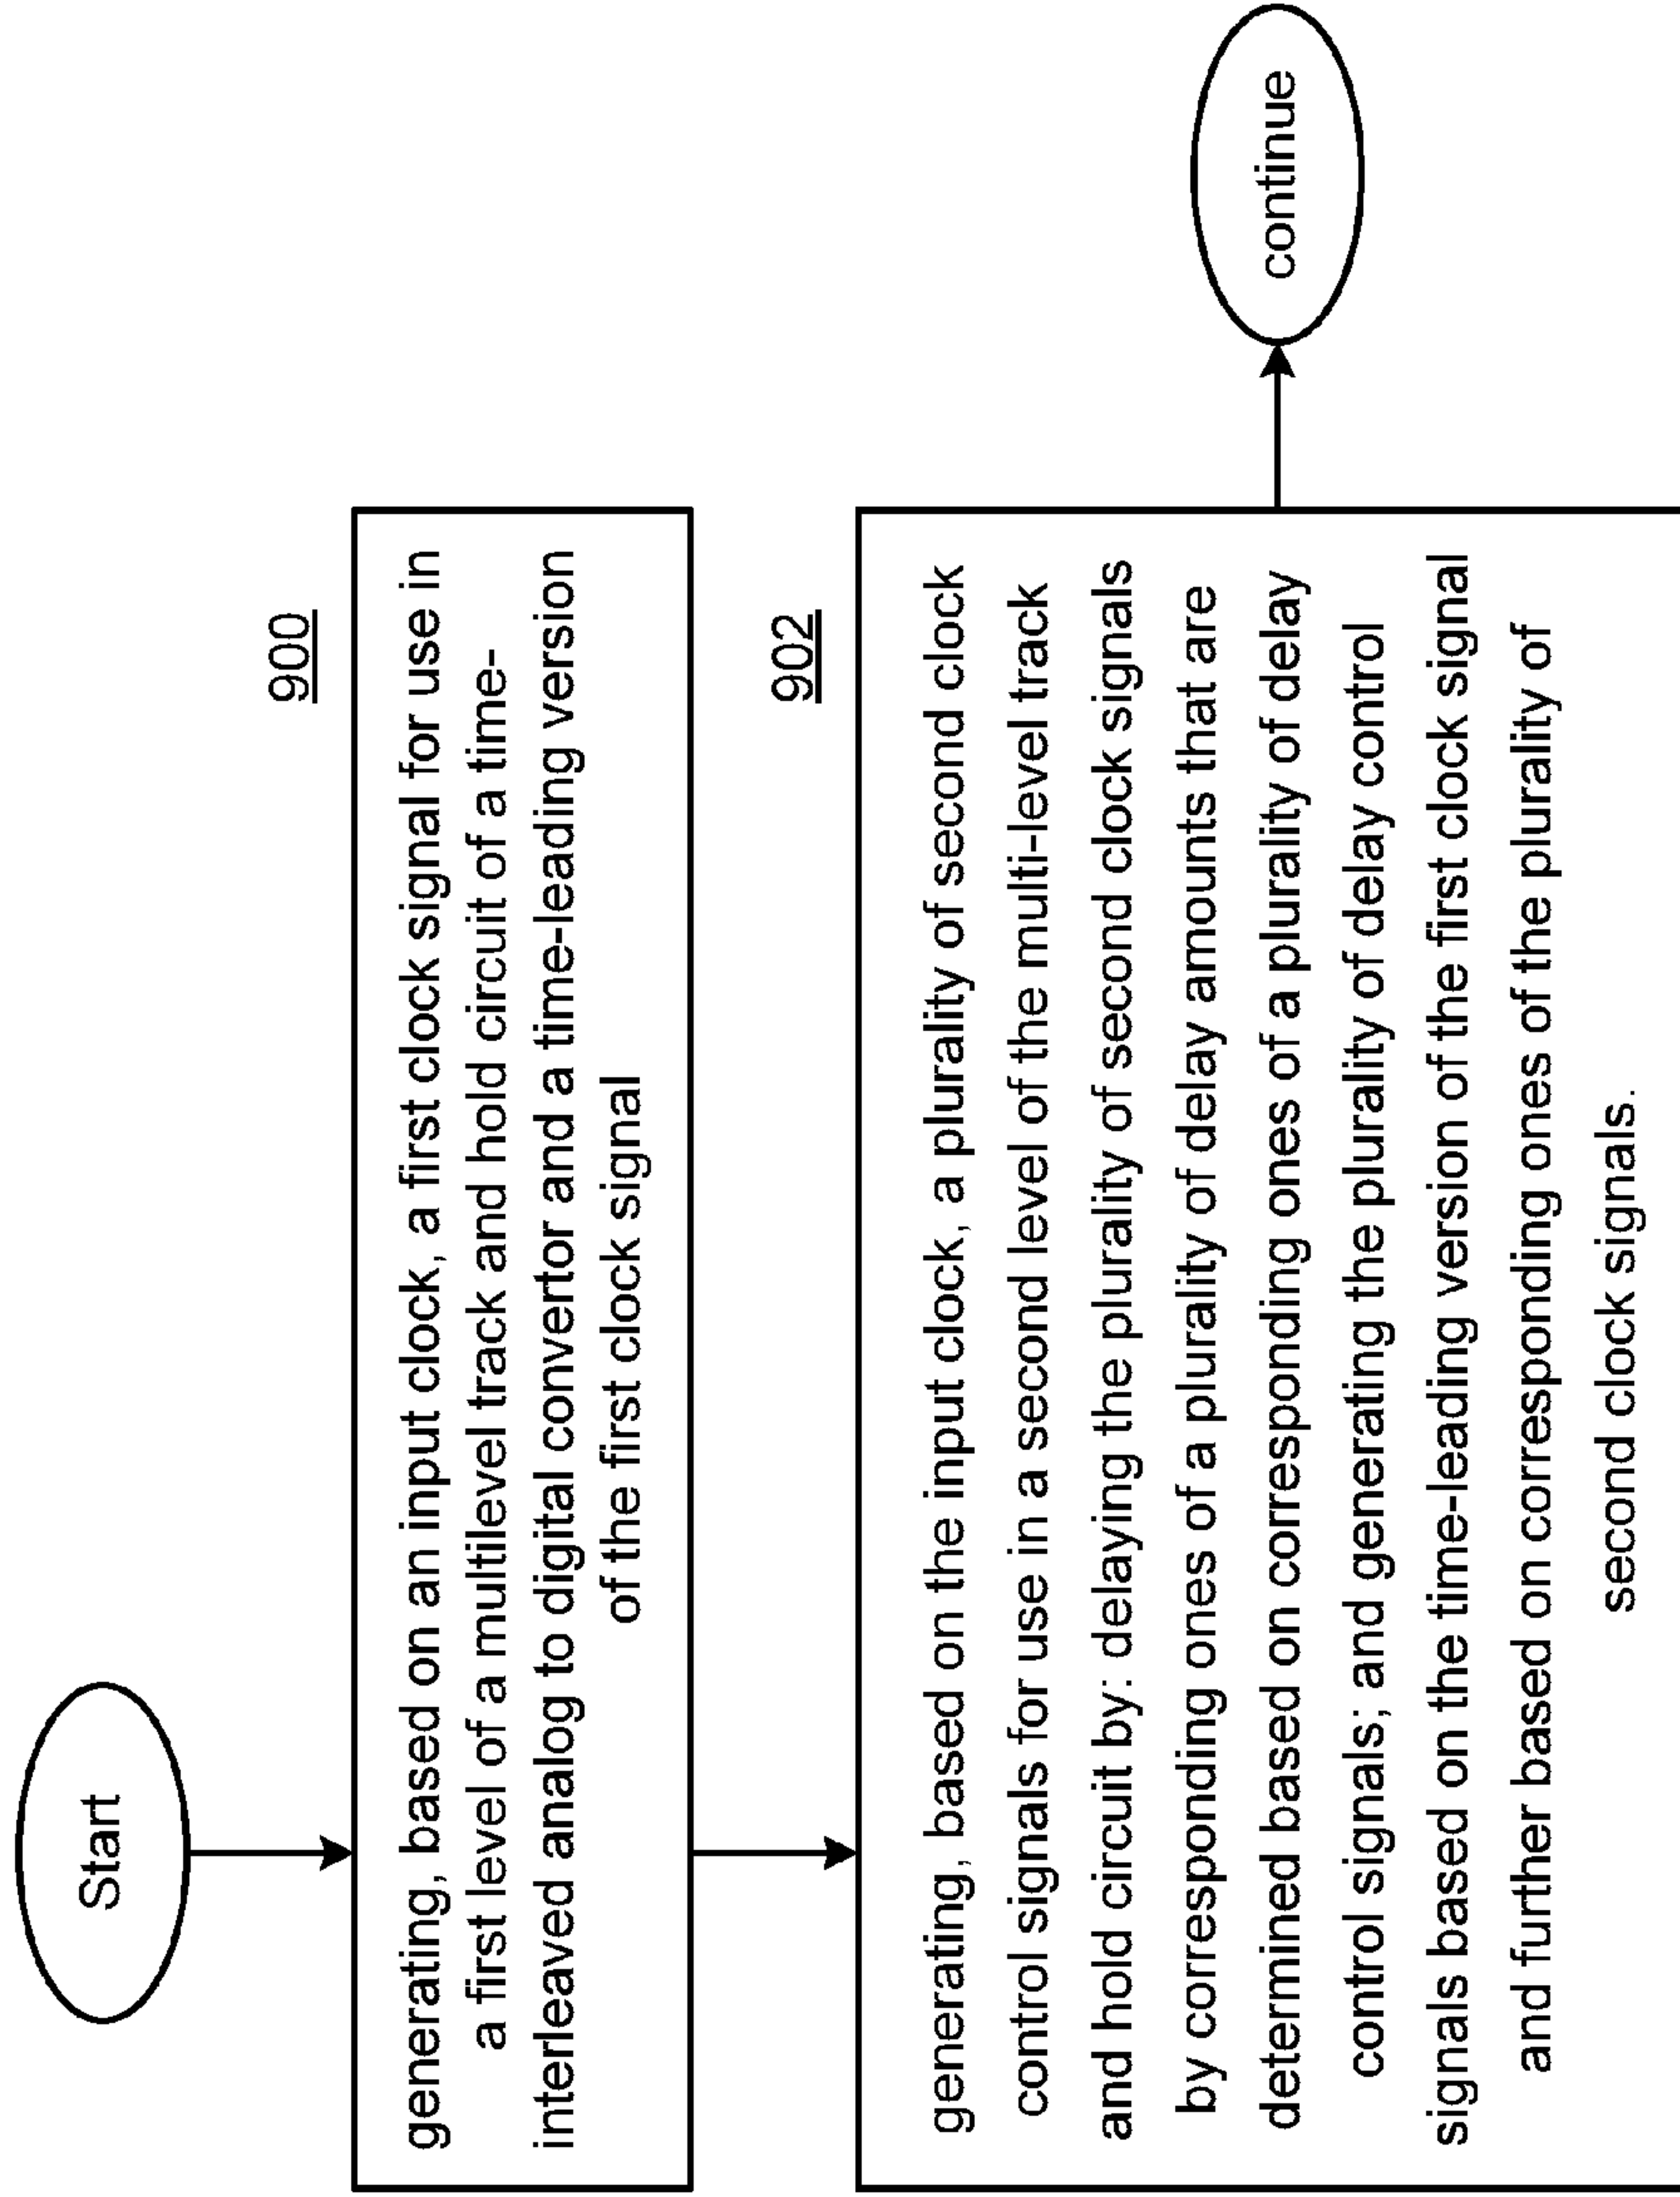 Start
900
generating, based on an input clock, a first clock signal for use in
a first level of a multilevel track and hold circuit of a time-
interleaved analog to digital convertor and a time-leading version
of the first clock signal
902
generating, based on the input clock, a plurality of second clock
control signals for use in a second level of the multi-level track
and hold circuit by: delaying the plurality of second clock signals
by corresponding ones of a plurality of delay amounts that are
determined based on corresponding ones of a plurality of delay
control signals; and generating the plurality of delay control
signals based on the time-leading version of the first clock signal
and further based on corresponding ones of the plurality of
second clock signals.
continue